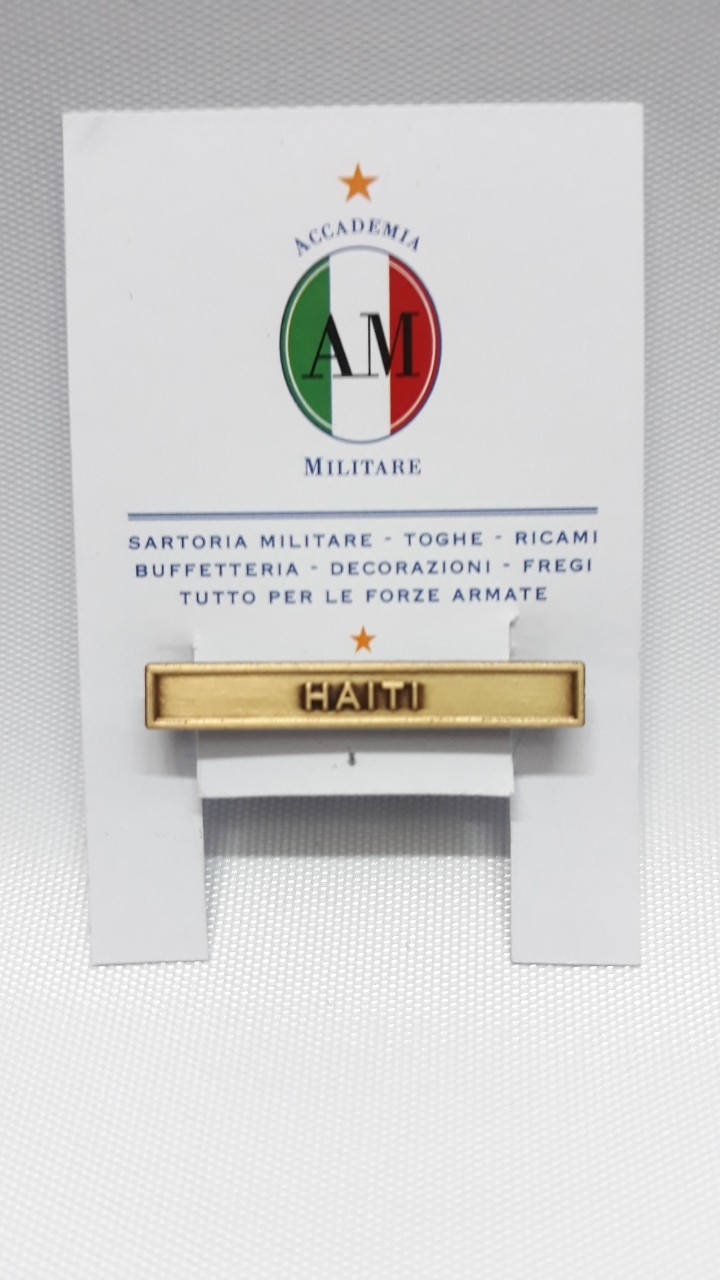 ACCADEMIA
AM
MILITARE
SARTORIA MILITARE - TOGHE - RICAMI
BUFFETTERIA - DECORAZIONI - FREGI
TUTTO PER LE FORZE ARMATE
HAITI